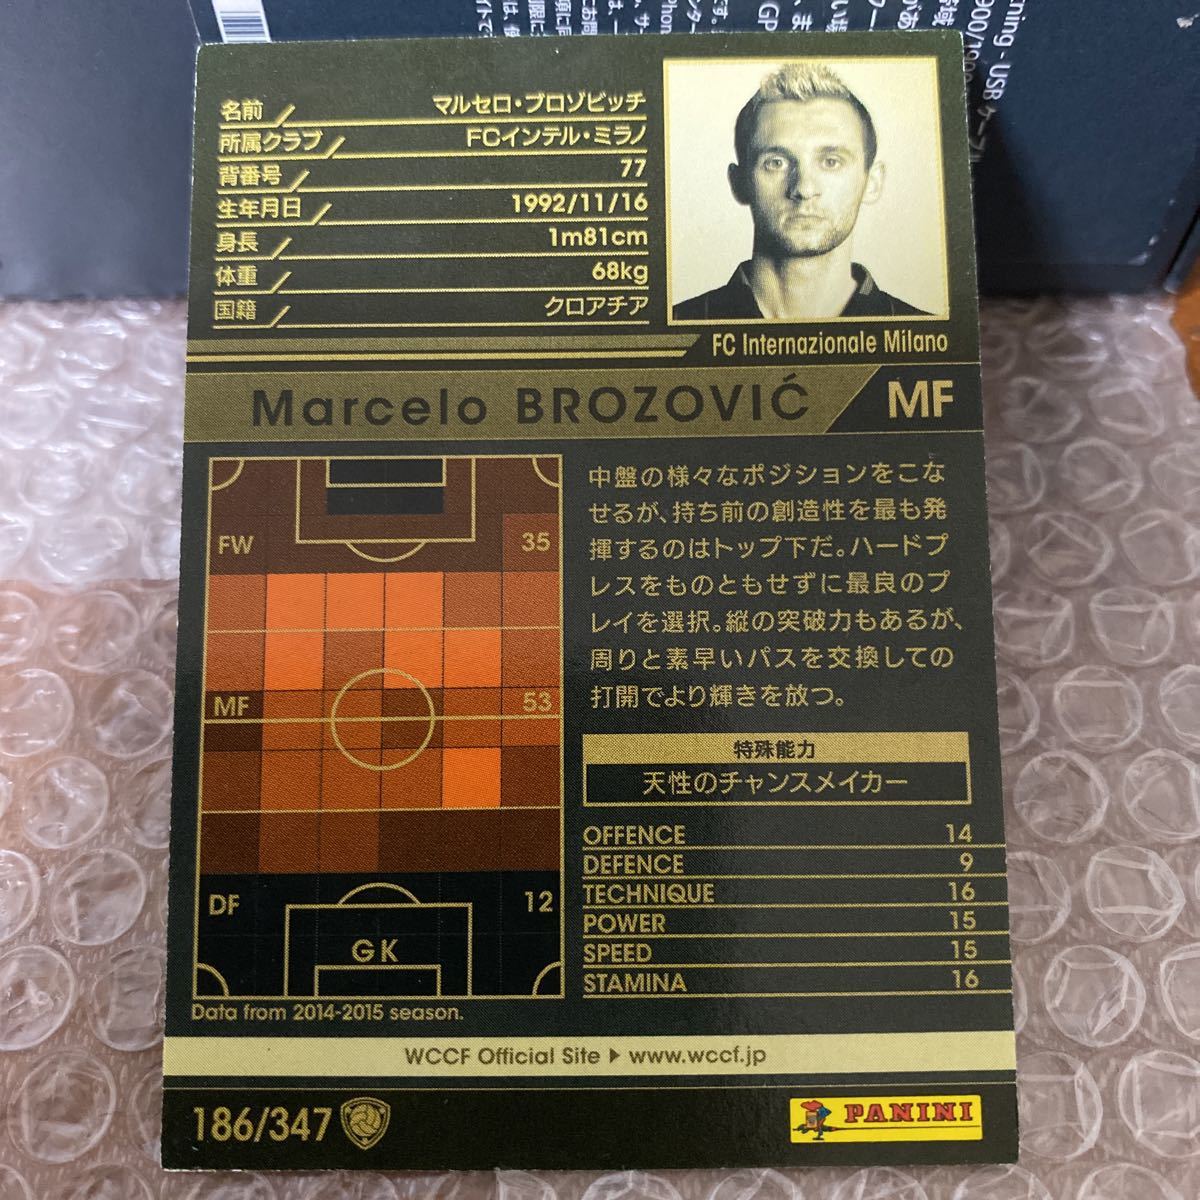 名前 マルセロ・ブロゾビッチ
所属クラブ FCインテル・ミラノ
背番号 77
生年月日 1992/11/16
身長 1m81cm
体重 68kg
国籍 クロアチア
FC Internazionale Milano
Marcelo BROZOVIĆ MF
FW 35
MF 53
DF 12
GK
Data from 2014-2015 season.
中盤の様々なポジションをこな
せるが、持ち前の創造性を最も発
揮するのはトップ下だ。ハードプ
レスをものともせずに最良のプ
レイを選択。縦の突破力もあるが、
周りと素早いパスを交換しての
打開でより輝きを放つ。
特殊能力
天性のチャンスメイカー
OFFENCE 14
DEFENCE 9
TECHNIQUE 16
POWER 15
SPEED 15
STAMINA 16
WCCF Official Site ▶ www.wccf.jp
186/347
PANINI